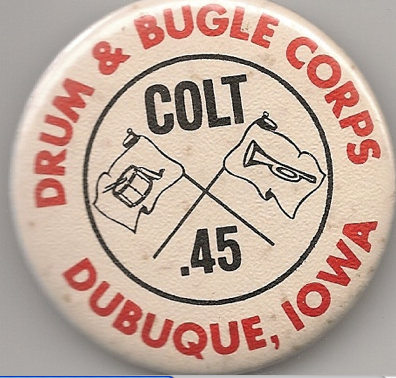 DRUM & BUGLE CORPS
COLT
.45
DUBUQUE, IOWA